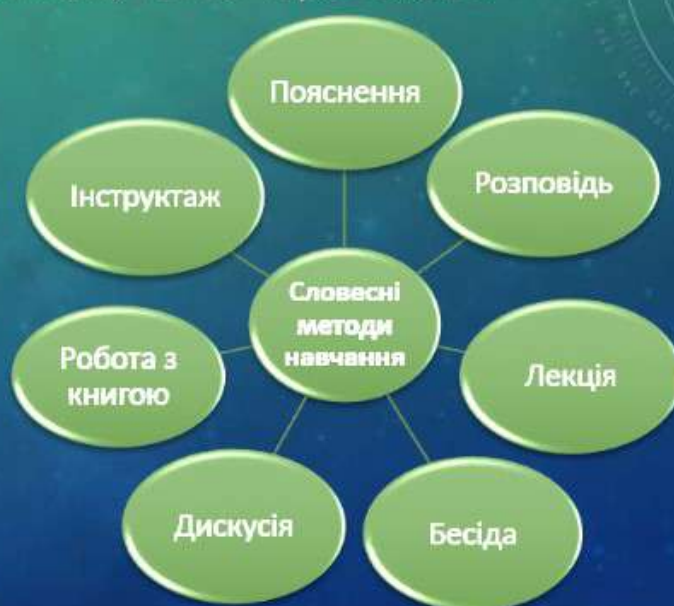 Пояснення
Розповідь
Лекція
Бесіда
Дискусія
Робота з
книгою
Інструктаж
Словесні
методи
навчання